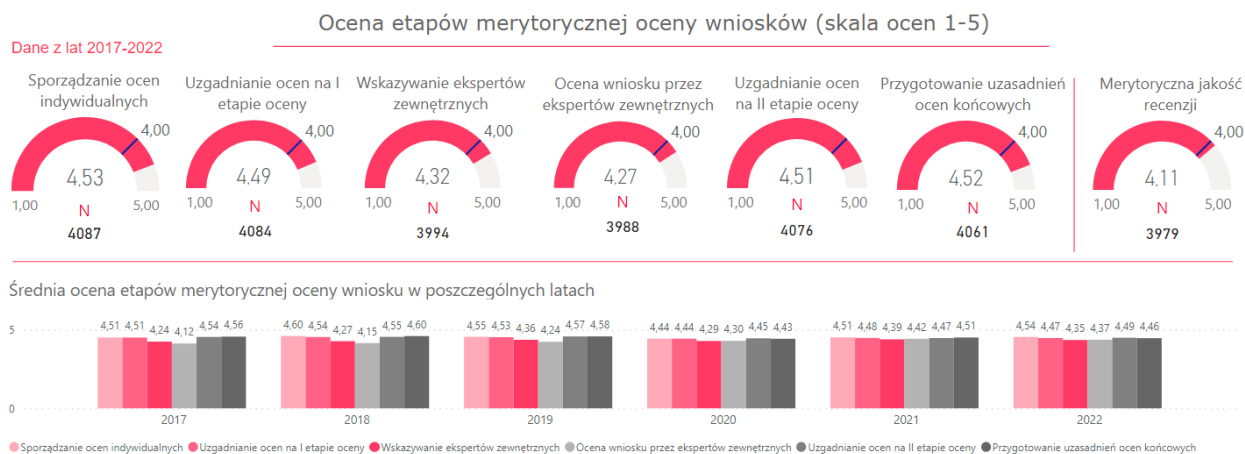 Ocena etapów merytorycznej oceny wniosków (skala ocen 1-5)
Dane z lat 2017-2022
Sporządzanie ocen
indywidualnych
4,00
4,53
1,00
5,00
N
4087
Uzgadnianie ocen na I
etapie oceny
4,00
4,49
1,00
5,00
N
4084
Wskazywanie ekspertów
zewnętrznych
4,00
4,32
1,00
5,00
N
3994
Ocena wniosku przez
ekspertów zewnętrznych
4,00
4,27
1,00
5,00
N
3988
Uzgadnianie ocen
na II etapie oceny
4,00
4,51
1,00
5,00
N
4076
Przygotowanie uzasadnień
ocen końcowych
4,00
4,52
1,00
5,00
N
4061
Merytoryczna jakość
recenzji
4,00
4,11
1,00
5,00
N
3979
Średnia ocena etapów merytorycznej oceny wniosku w poszczególnych latach
5
0
4,51 4,51 4,24 4,12 4,54 4,56
2017
4,60 4,54 4,27 4,15 4,55 4,60
2018
4,55 4,53 4,36 4,24 4,57 4,58
2019
4,44 4,44 4,29 4,30 4,45 4,43
2020
4,51 4,48 4,39 4,42 4,47 4,51
2021
4,54 4,47 4,35 4,37 4,49 4,46
2022
Sporządzanie ocen indywidualnych Uzgadnianie ocen na I etapie oceny Wskazywanie ekspertów zewnętrznych Ocena wniosku przez ekspertów zewnętrznych Uzgadnianie ocen na II etapie oceny Przygotowanie uzasadnień ocen końcowych